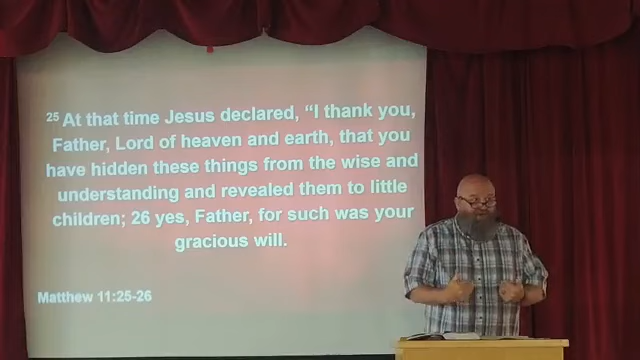 25 At that time Jesus declared, “I thank you,
Father, Lord of heaven and earth, that you
have hidden these things from the wise and
understanding and revealed them to little
children; 26 yes, Father, for such was your
gracious will.
Matthew 11:25-26